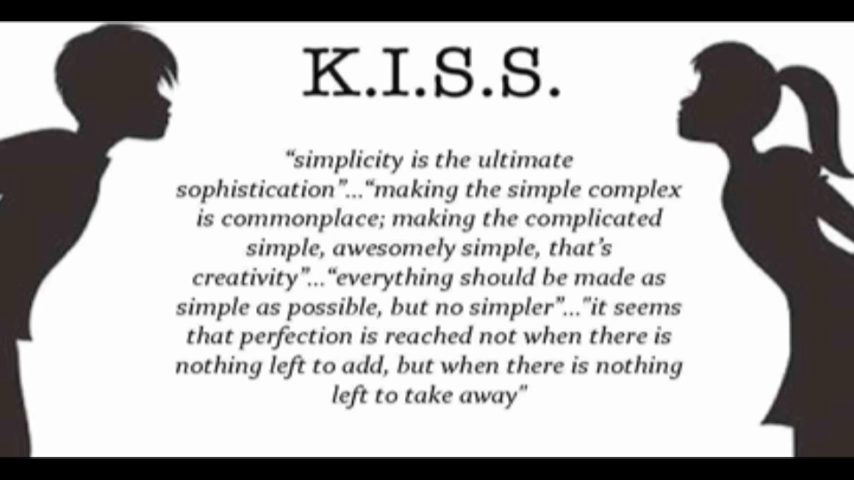 K.I.S.S.
“simplicity is the ultimate
sophistication”...“making the simple complex
is commonplace; making the complicated
simple, awesomely simple, that’s
creativity”...“everything should be made as
simple as possible, but no simpler”..."it seems
that perfection is reached not when there is
nothing left to add, but when there is nothing
left to take away”